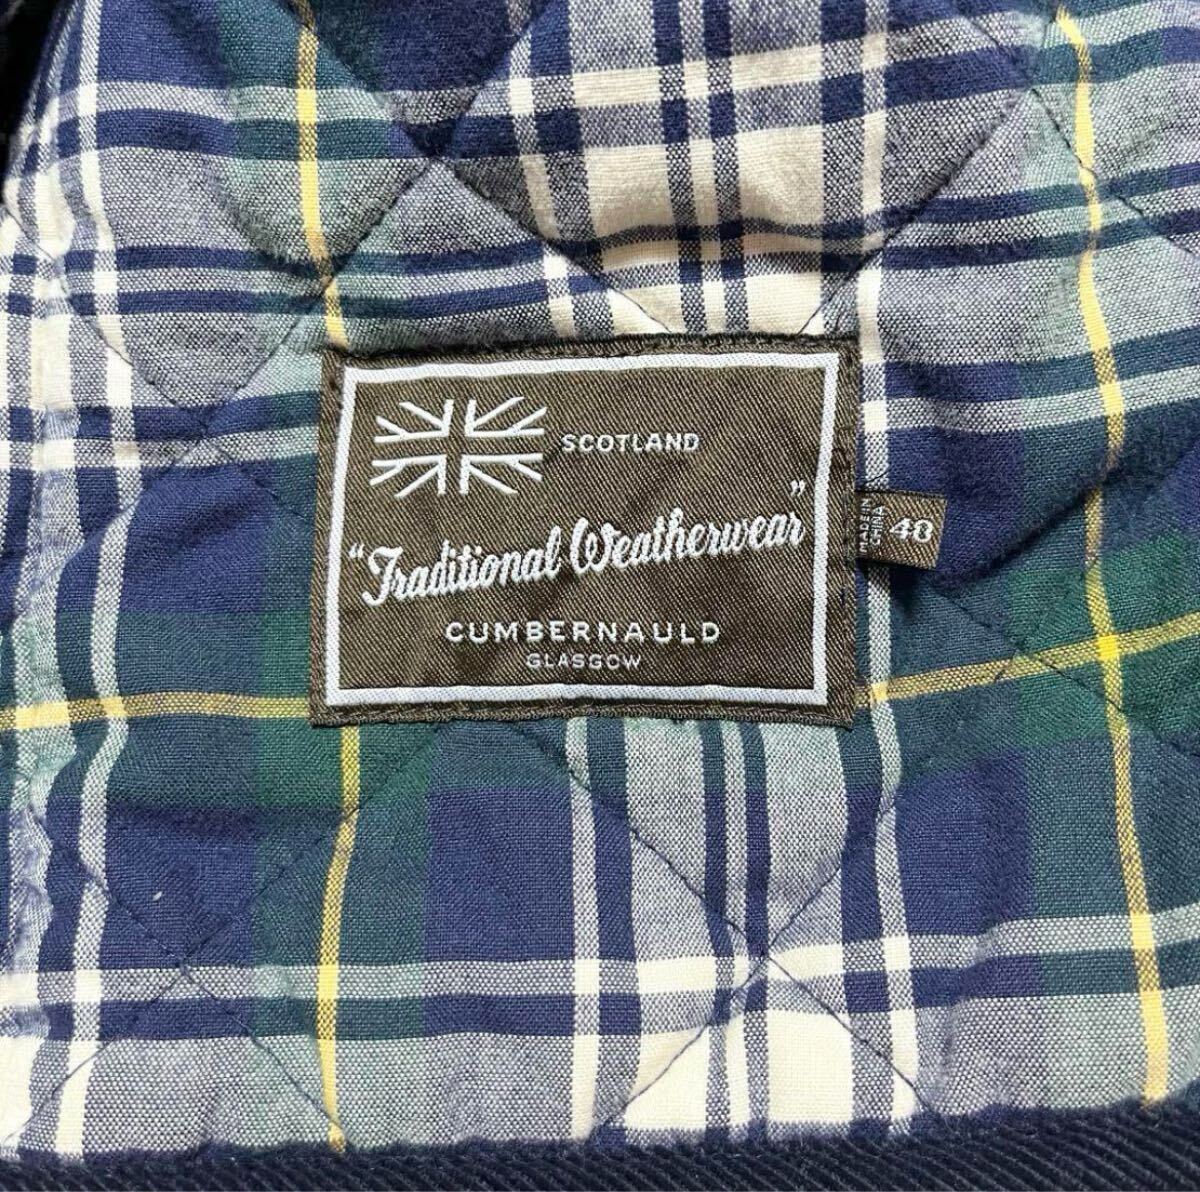 SCOTLAND
“Traditional Weatherwear”
CUMBERNAULD
GLASGOW
MADE IN
CHINA
40